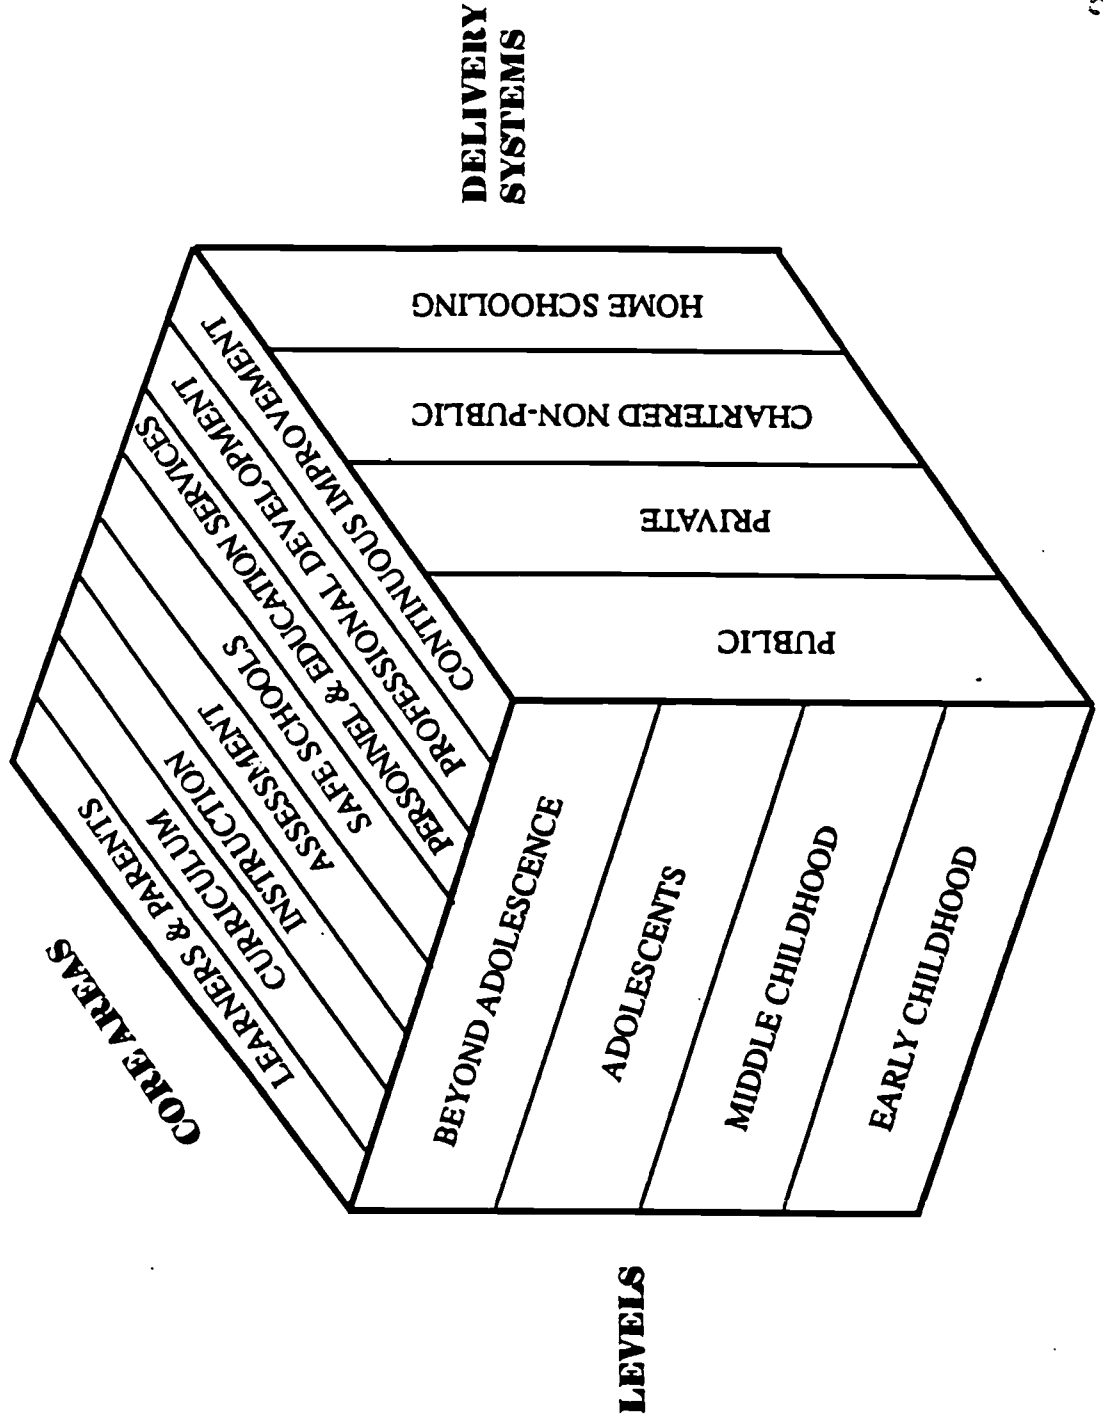 CORE AREAS
LEARNERS & PARENTS
CURRICULUM
INSTRUCTION
ASSESSMENT
SAFE SCHOOLS
PERSONNEL & EDUCATION SERVICES
PROFESSIONAL DEVELOPMENT
CONTINUOUS IMPROVEMENT
LEVELS
BEYOND ADOLESCENCE
ADOLESCENTS
MIDDLE CHILDHOOD
EARLY CHILDHOOD
DELIVERY
SYSTEMS
PUBLIC
PRIVATE
CHARTERED NON-PUBLIC
HOME SCHOOLING